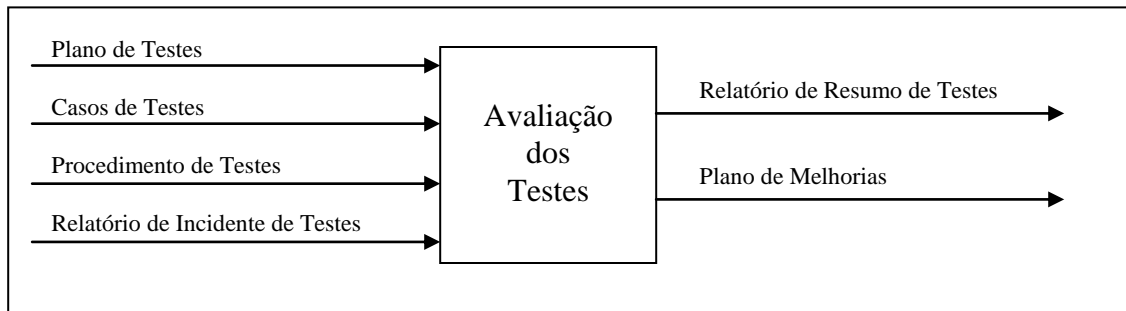 Plano de Testes
Casos de Testes
Procedimento de Testes
Relatório de Incidente de Testes
Avaliação
dos
Testes
Relatório de Resumo de Testes
Plano de Melhorias